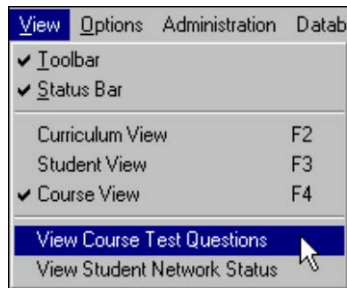 View Options Administration Datab
✓ Toolbar
✓ Status Bar
Curriculum View F2
Student View F3
✓ Course View F4
View Course Test Questions
View Student Network Status